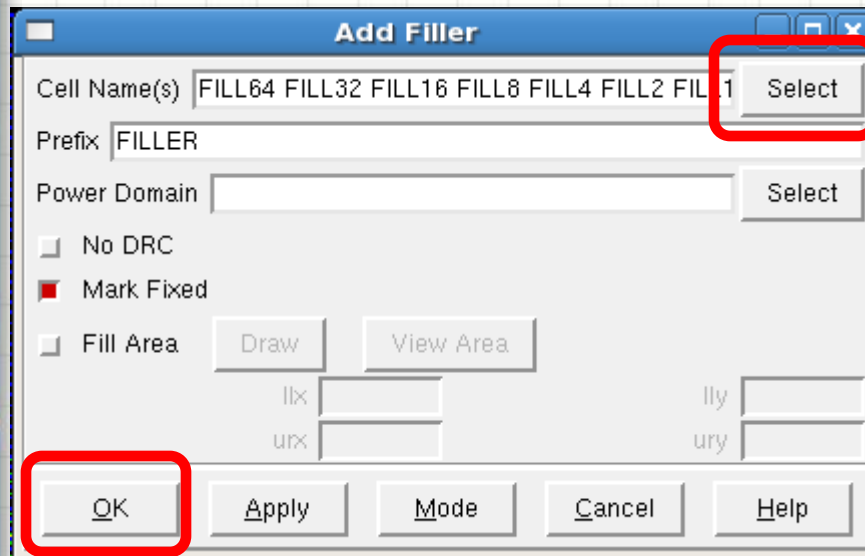 Add Filler
Cell Name(s) FILL64 FILL32 FILL16 FILL8 FILL4 FILL2 FILL1 Select
Prefix FILLER
Power Domain Select
No DRC
Mark Fixed
Fill Area Draw View Area
llx lly
urx ury
OK Apply Mode Cancel Help